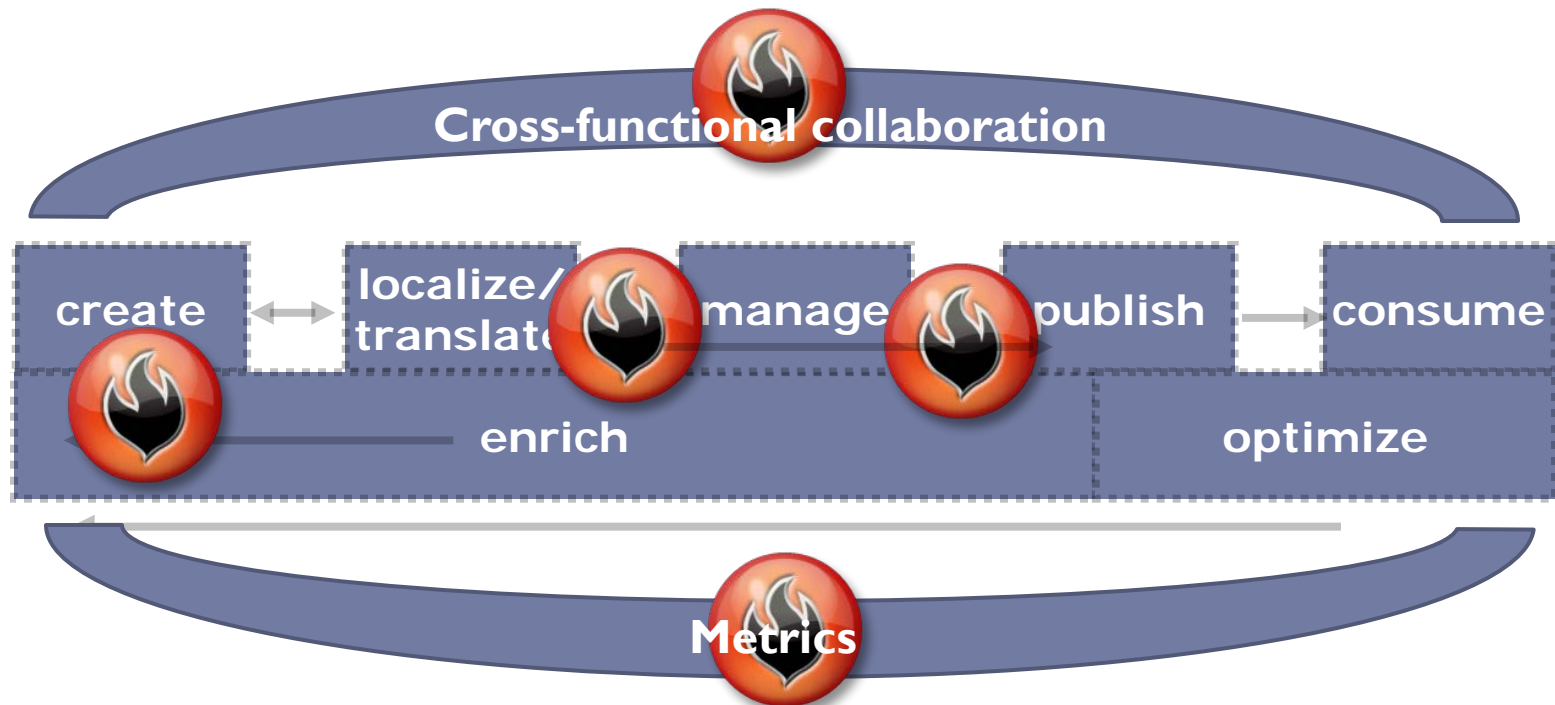 Cross-functional collaboration
create
localize/
translate
manage
publish
consume
enrich
optimize
Metrics